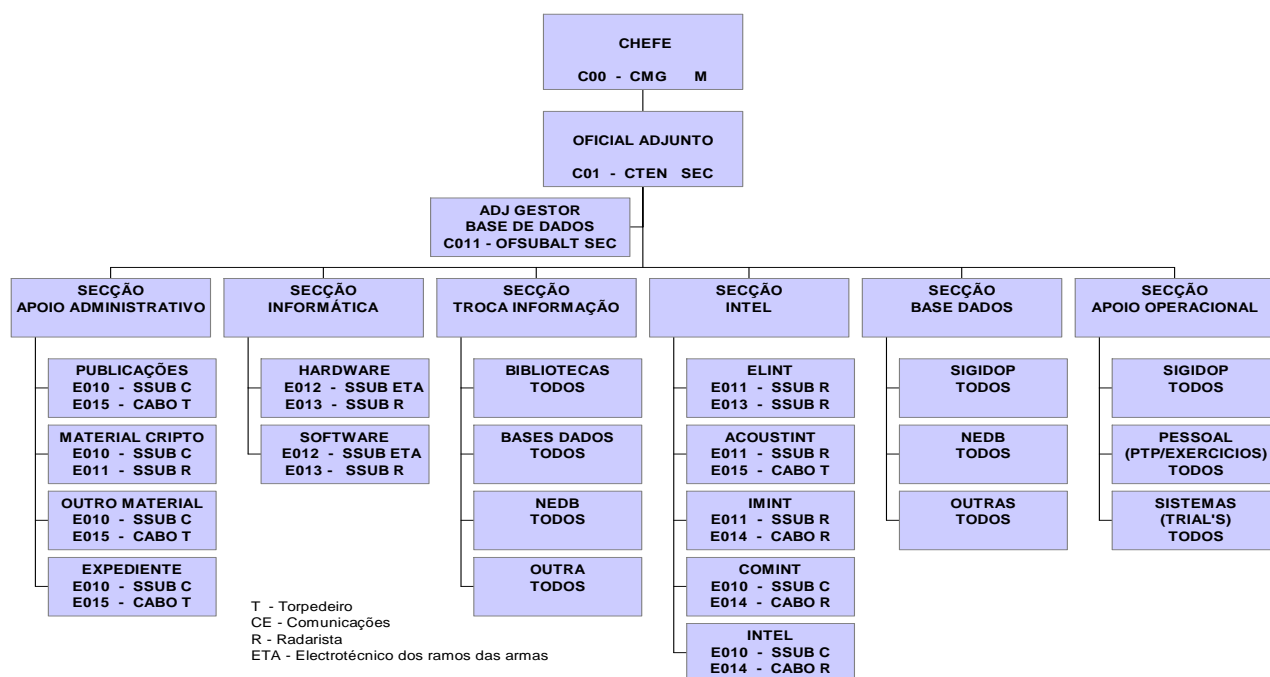 CHEFE
C00 - CMG M
OFICIAL ADJUNTO
C01 - CTEN SEC
ADJ GESTOR
BASE DE DADOS
C011 - OFSUBALT SEC
SECÇÃO
APOIO ADMINISTRATIVO
PUBLICAÇÕES
E010 - SSUB C
E015 - CABO T
MATERIAL CRIPTO
E010 - SSUB C
E011 - SSUB R
OUTRO MATERIAL
E010 - SSUB C
E015 - CABO T
EXPEDIENTE
E010 - SSUB C
E015 - CABO T
SECÇÃO
INFORMÁTICA
HARDWARE
E012 - SSUB ETA
E013 - SSUB R
SOFTWARE
E012 - SSUB ETA
E013 - SSUB R
SECÇÃO
TROCA INFORMAÇÃO
BIBLIOTECAS
TODOS
BASES DADOS
TODOS
NEDB
TODOS
OUTRA
TODOS
SECÇÃO
INTEL
ELINT
E011 - SSUB R
E013 - SSUB R
ACOUSTINT
E011 - SSUB R
E015 - CABO T
IMINT
E011 - SSUB R
E014 - CABO R
COMINT
E010 - SSUB C
E014 - CABO R
INTEL
E010 - SSUB C
E014 - CABO R
SECÇÃO
BASE DADOS
SIGIDOP
TODOS
NEDB
TODOS
OUTRAS
TODOS
SECÇÃO
APOIO OPERACIONAL
SIGIDOP
TODOS
PESSOAL
(PTP/EXERCICIOS)
TODOS
SISTEMAS
(TRIAL'S)
TODOS
T - Torpedeiro
CE - Comunicações
R - Radarista
ETA - Electrotécnico dos ramos das armas